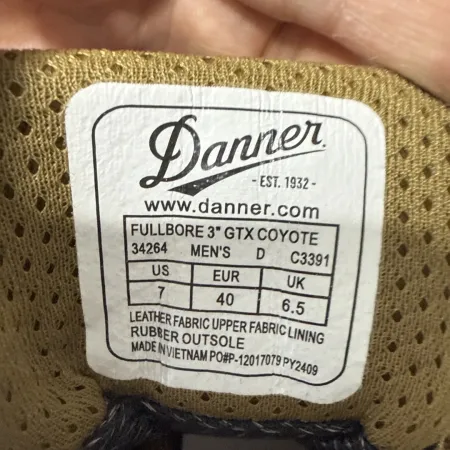 Danner
- EST. 1932 -
www.danner.com
FULLBORE 3" GTX COYOTE
34264 MEN'S D C3391
US EUR UK
7 40 6.5
LEATHER FABRIC UPPER FABRIC LINING
RUBBER OUTSOLE
MADE IN VIETNAM PO#P-12017079 PY2409